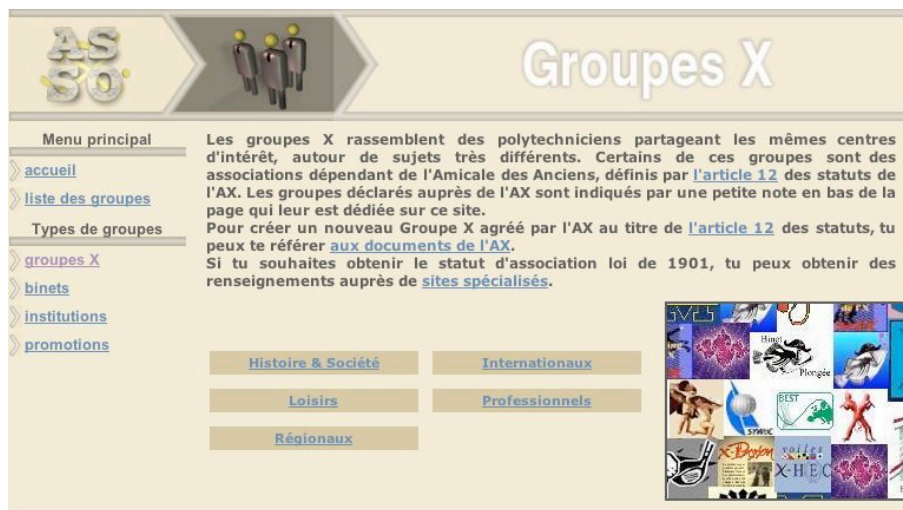 AS
SO
Groupes X
Menu principal
accueil
liste des groupes
Types de groupes
groupes X
binets
institutions
promotions
Les groupes X rassemblent des polytechniciens partageant les mêmes centres
d'intérêt, autour de sujets très différents. Certains de ces groupes sont des
associations dépendant de l'Amicale des Anciens, définis par l'article 12 des statuts de
l'AX. Les groupes déclarés auprès de l'AX sont indiqués par une petite note en bas de la
page qui leur est dédiée sur ce site.
Pour créer un nouveau Groupe X agréé par l'AX au titre de l'article 12 des statuts, tu
peux te référer aux documents de l'AX.
Si tu souhaites obtenir le statut d'association loi de 1901, tu peux obtenir des
renseignements auprès de sites spécialisés.
Histoire & Société
Internationaux
Loisirs
Professionnels
Régionaux
Binet
Plongée
BEST
voiles
X-HEC